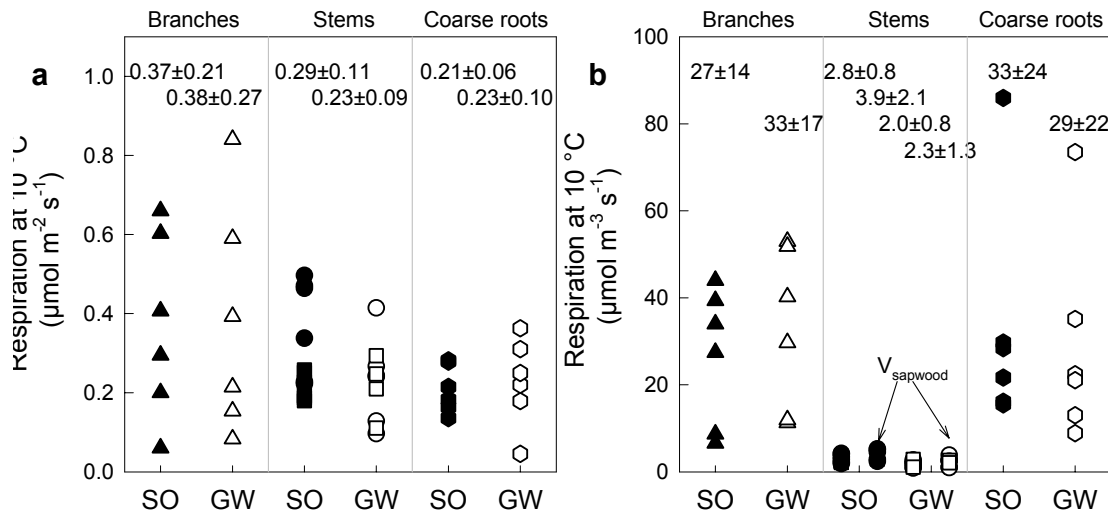 Branches Stems Coarse roots
a
0.37±0.21 0.29±0.11 0.21±0.06
0.38±0.27 0.23±0.09 0.23±0.10
Respiration at 10 °C
(µmol m-2 s-1)
1.0
0.8
0.6
0.4
0.2
0.0
SO GW SO GW SO GW
Branches Stems Coarse roots
b
27±14 2.8±0.8 33±24
3.9±2.1
33±17 2.0±0.8 29±22
2.3±1.3
Respiration at 10 °C
(µmol m-3 s-1)
100
80
60
40
20
0
Vsapwood
SO GW SO GW SO GW